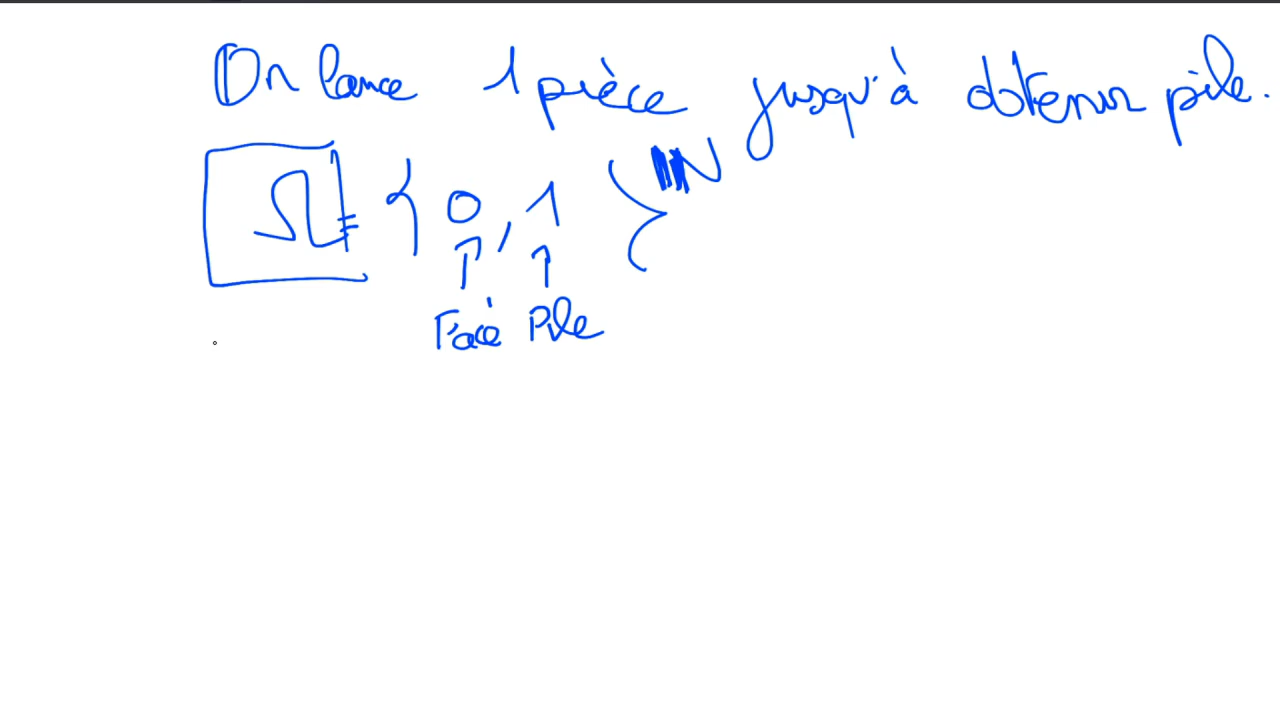 On lance 1 pièce jusqu'à obtenir pile.
Ω = { 0 , 1 }^ℕ
↑ ↑
Face Pile